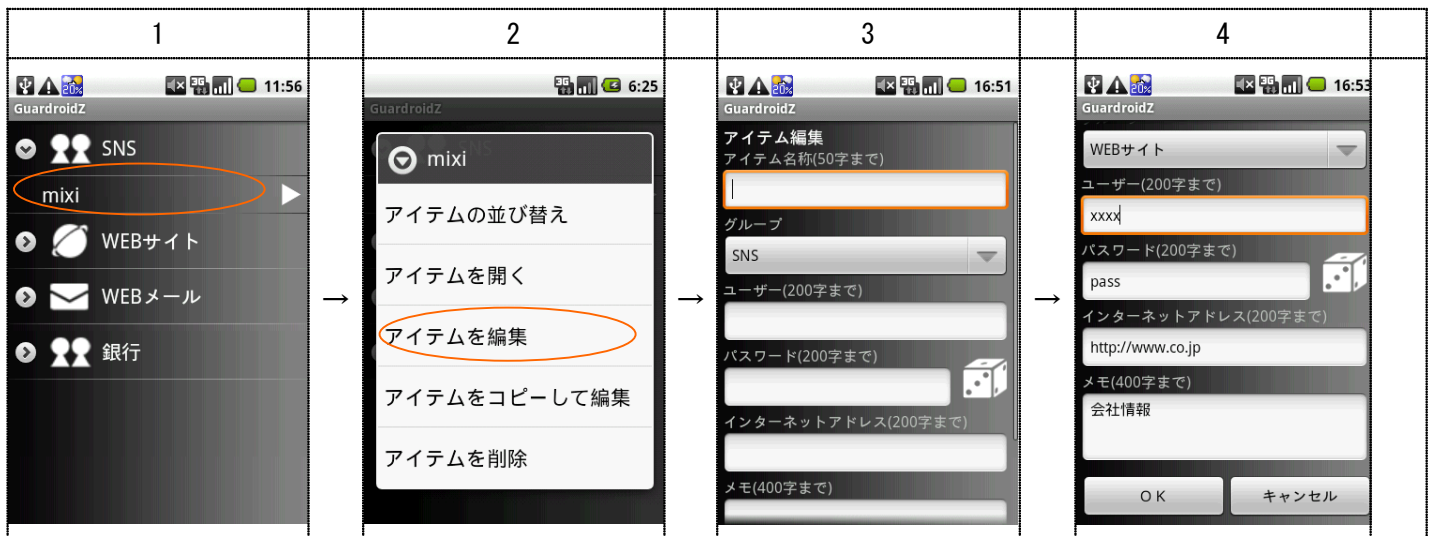 1
2
3
4
20%
3G
11:56
GuardroidZ
SNS
mixi
WEBサイト
WEBメール
銀行
→
3G
6:25
GuardroidZ
SNS
mixi
アイテムの並び替え
アイテムを開く
アイテムを編集
アイテムをコピーして編集
アイテムを削除
→
20%
3G
16:51
GuardroidZ
アイテム編集
アイテム名称(50字まで)
グループ
SNS
ユーザー(200字まで)
パスワード(200字まで)
インターネットアドレス(200字まで)
メモ(400字まで)
→
20%
3G
16:53
GuardroidZ
WEBサイト
ユーザー(200字まで)
xxxx
パスワード(200字まで)
pass
インターネットアドレス(200字まで)
http://www.co.jp
メモ(400字まで)
会社情報
ＯＫ
キャンセル